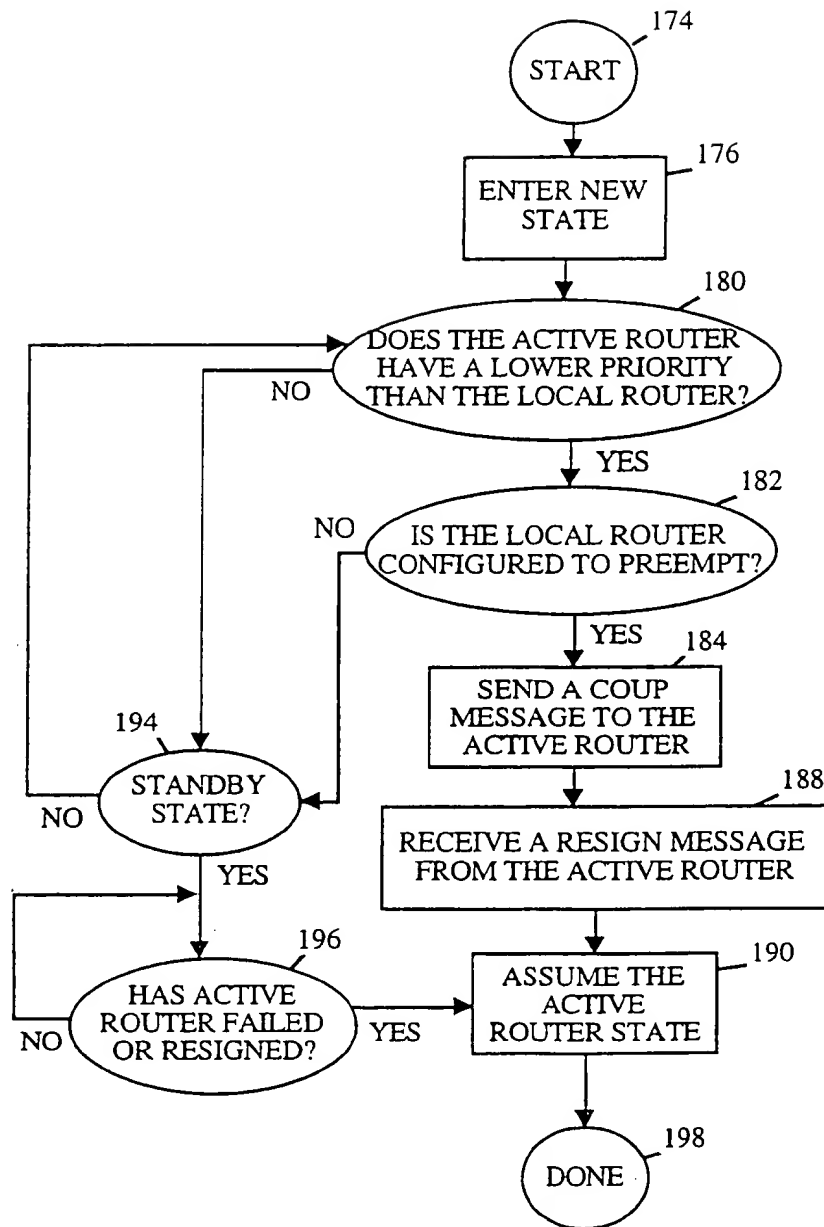 174
START
176
ENTER NEW
STATE
180
DOES THE ACTIVE ROUTER
HAVE A LOWER PRIORITY
THAN THE LOCAL ROUTER?
NO
YES
182
NO
IS THE LOCAL ROUTER
CONFIGURED TO PREEMPT?
YES
184
SEND A COUP
MESSAGE TO THE
ACTIVE ROUTER
194
STANDBY
STATE?
NO
YES
188
RECEIVE A RESIGN MESSAGE
FROM THE ACTIVE ROUTER
196
HAS ACTIVE
ROUTER FAILED
OR RESIGNED?
NO
YES
190
ASSUME THE
ACTIVE
ROUTER STATE
198
DONE